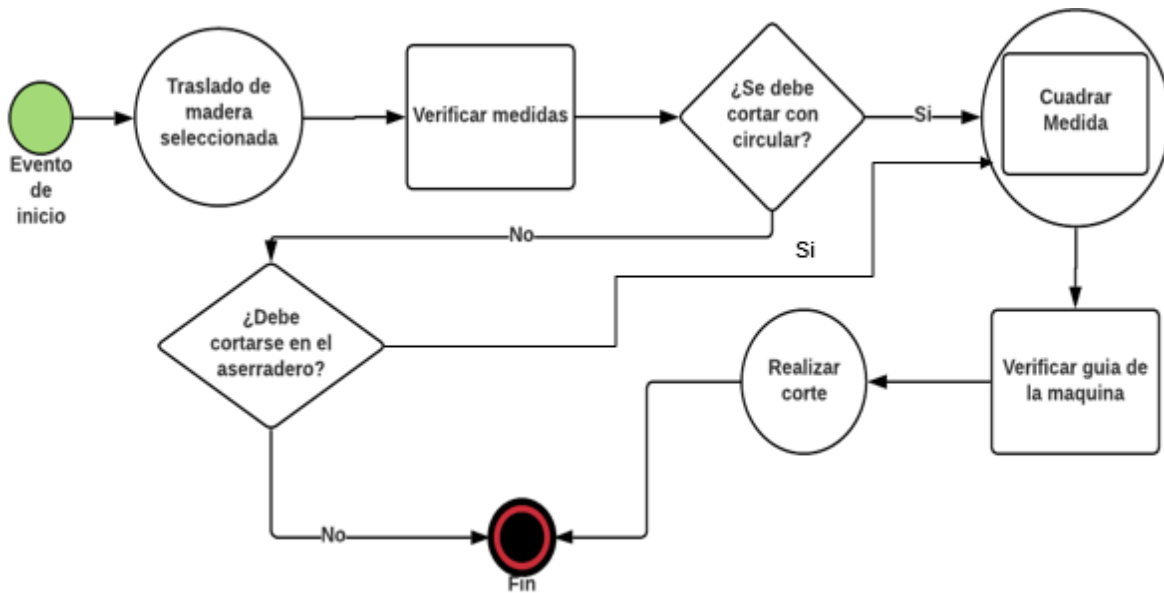 Evento
de
inicio
Traslado de
madera
seleccionada
Verificar medidas
¿Se debe
cortar con
circular?
Si
Cuadrar
Medida
No
Si
¿Debe
cortarse en el
aserradero?
Realizar
corte
Verificar guia de
la maquina
No
Fin